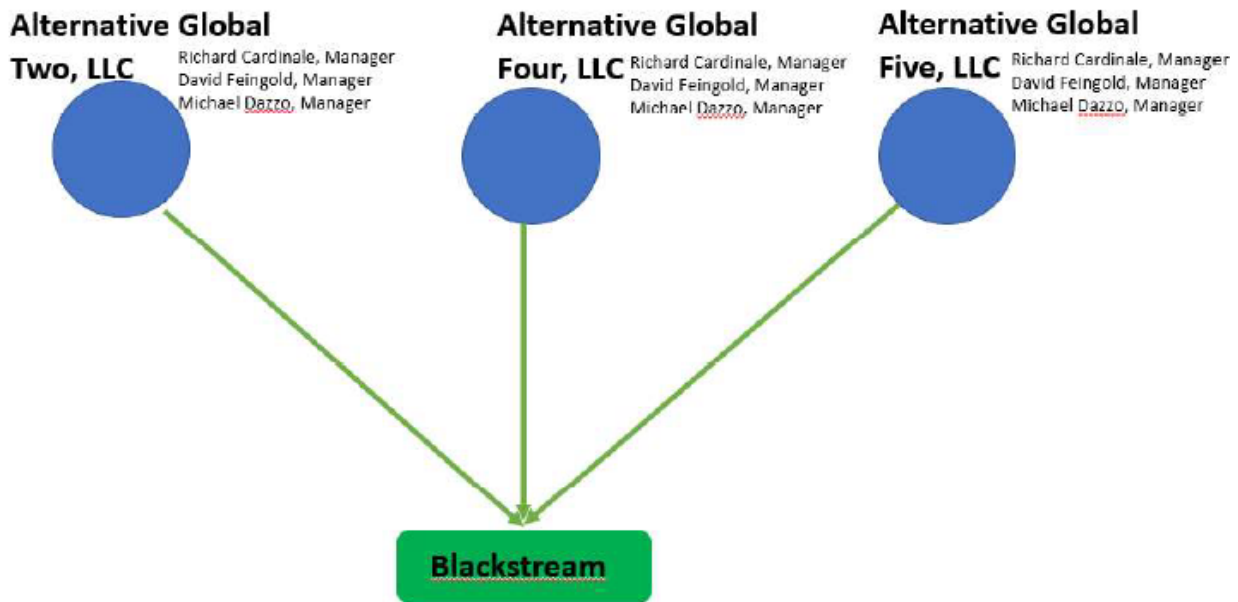 Alternative Global
Two, LLC
Richard Cardinale, Manager
David Feingold, Manager
Michael Dazzo, Manager
Alternative Global
Four, LLC
Richard Cardinale, Manager
David Feingold, Manager
Michael Dazzo, Manager
Alternative Global
Five, LLC
Richard Cardinale, Manager
David Feingold, Manager
Michael Dazzo, Manager
Blackstream